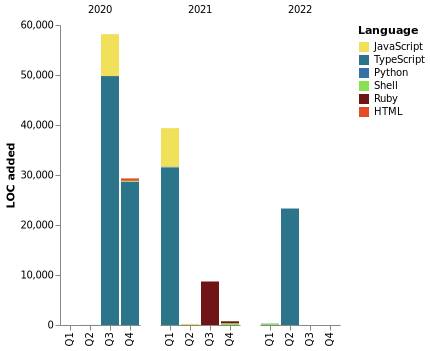 2020 2021 2022
Language
JavaScript
TypeScript
Python
Shell
Ruby
HTML
LOC added
60,000
50,000
40,000
30,000
20,000
10,000
0
Q1 Q2 Q3 Q4 Q1 Q2 Q3 Q4 Q1 Q2 Q3 Q4